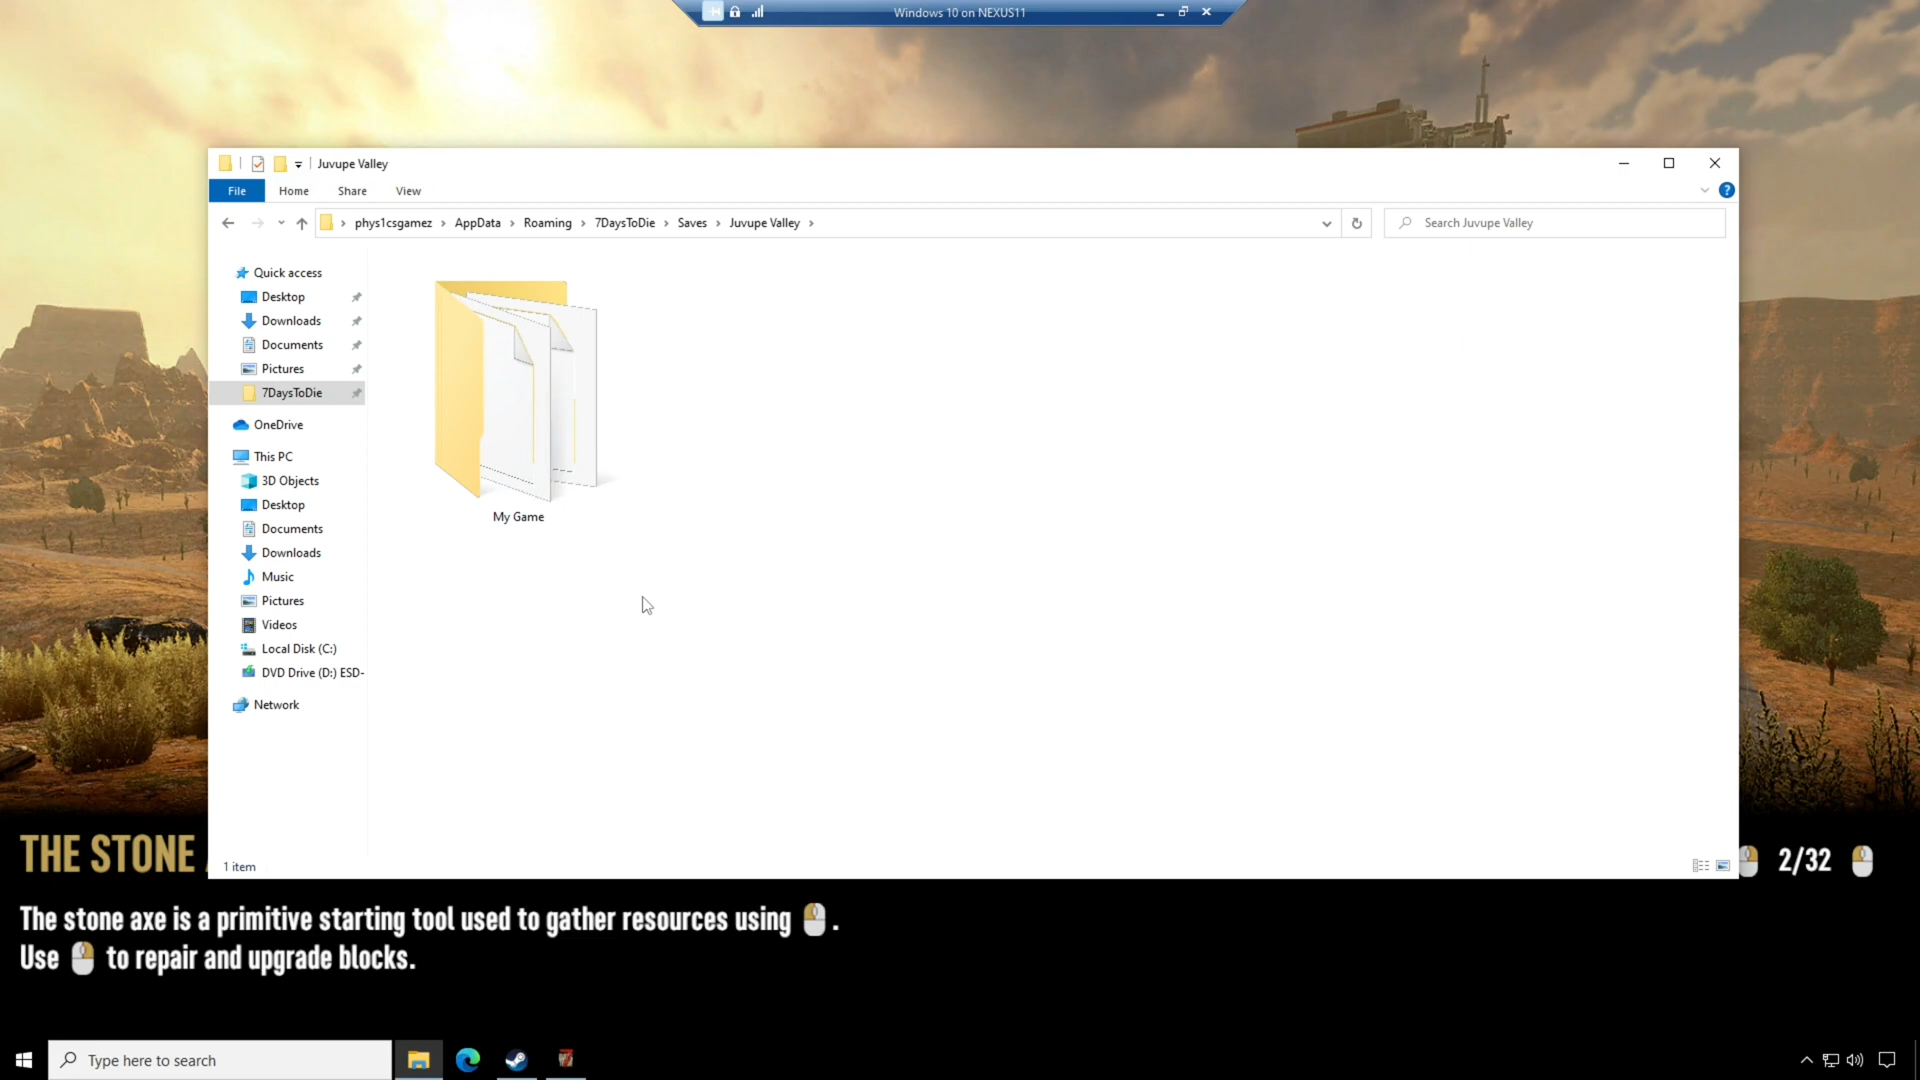 Windows 10 on NEXUS11
Juvupe Valley
File
Home
Share
View
phys1csgamez
AppData
Roaming
7DaysToDie
Saves
Juvupe Valley
Search Juvupe Valley
Quick access
Desktop
Downloads
Documents
Pictures
7DaysToDie
OneDrive
This PC
3D Objects
Desktop
Documents
Downloads
Music
Pictures
Videos
Local Disk (C:)
DVD Drive (D:) ESD-
Network
My Game
1 item
THE STONE
2/32
The stone axe is a primitive starting tool used to gather resources using .
Use to repair and upgrade blocks.
Type here to search